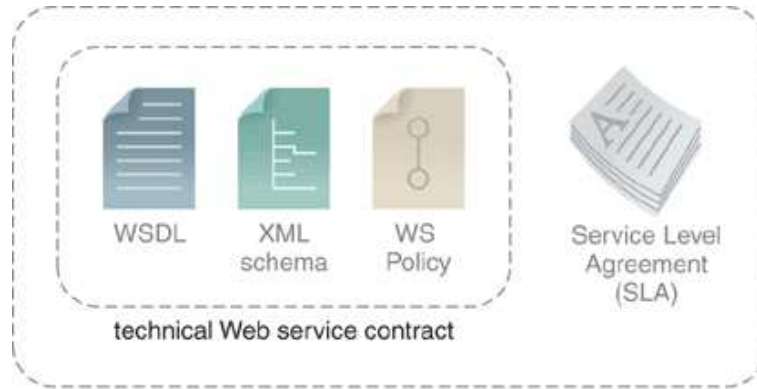 WSDL
XML
schema
WS
Policy
Service Level
Agreement
(SLA)
technical Web service contract